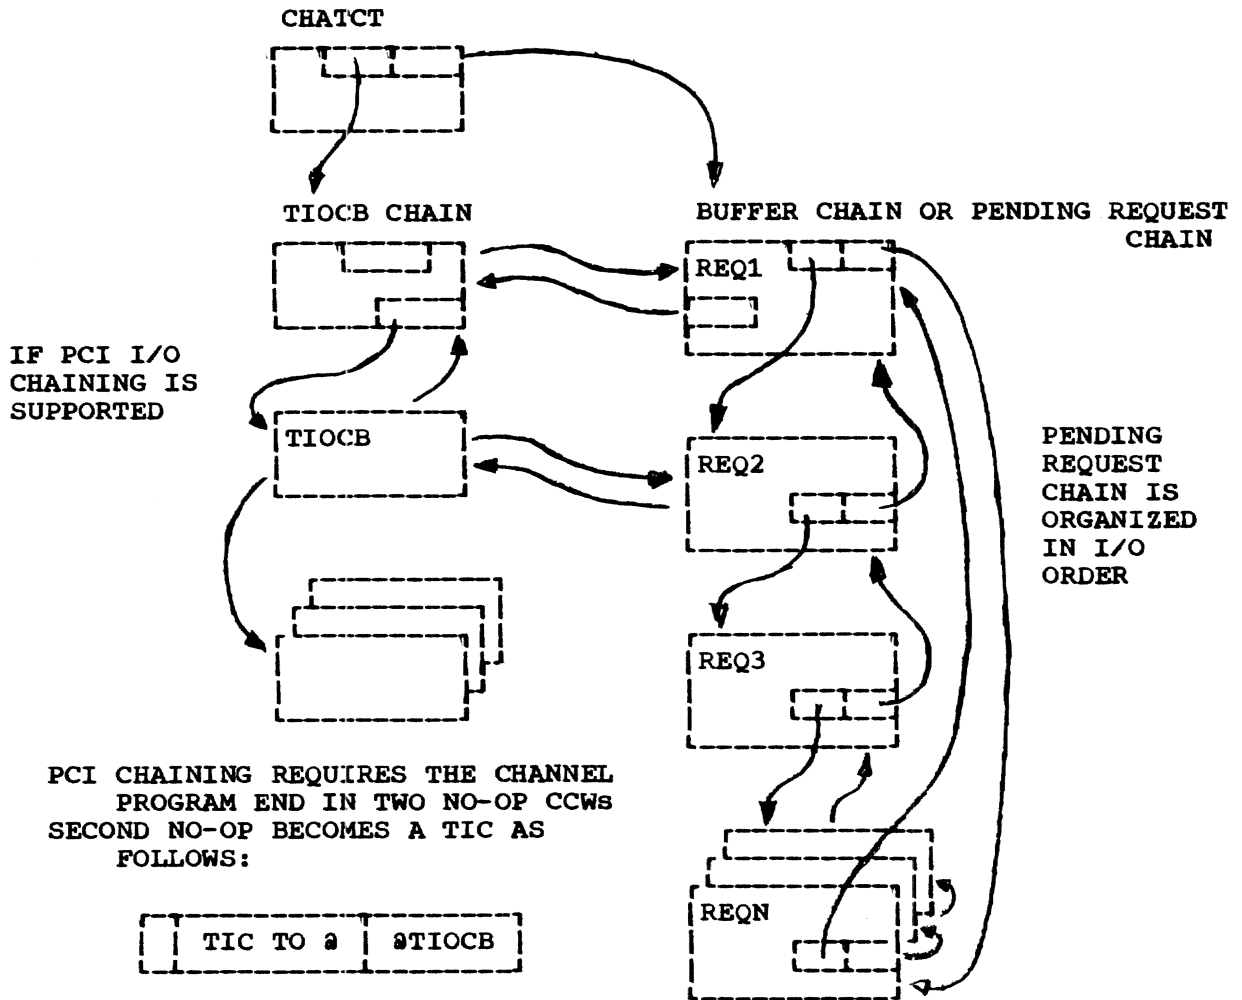 CHATCT
TIOCB CHAIN
BUFFER CHAIN OR PENDING REQUEST
CHAIN
REQ1
IF PCI I/O
CHAINING IS
SUPPORTED
TIOCB
REQ2
PENDING
REQUEST
CHAIN IS
ORGANIZED
IN I/O
ORDER
REQ3
PCI CHAINING REQUIRES THE CHANNEL
PROGRAM END IN TWO NO-OP CCWs
SECOND NO-OP BECOMES A TIC AS
FOLLOWS:
REQN
TIC TO a
aTIOCB